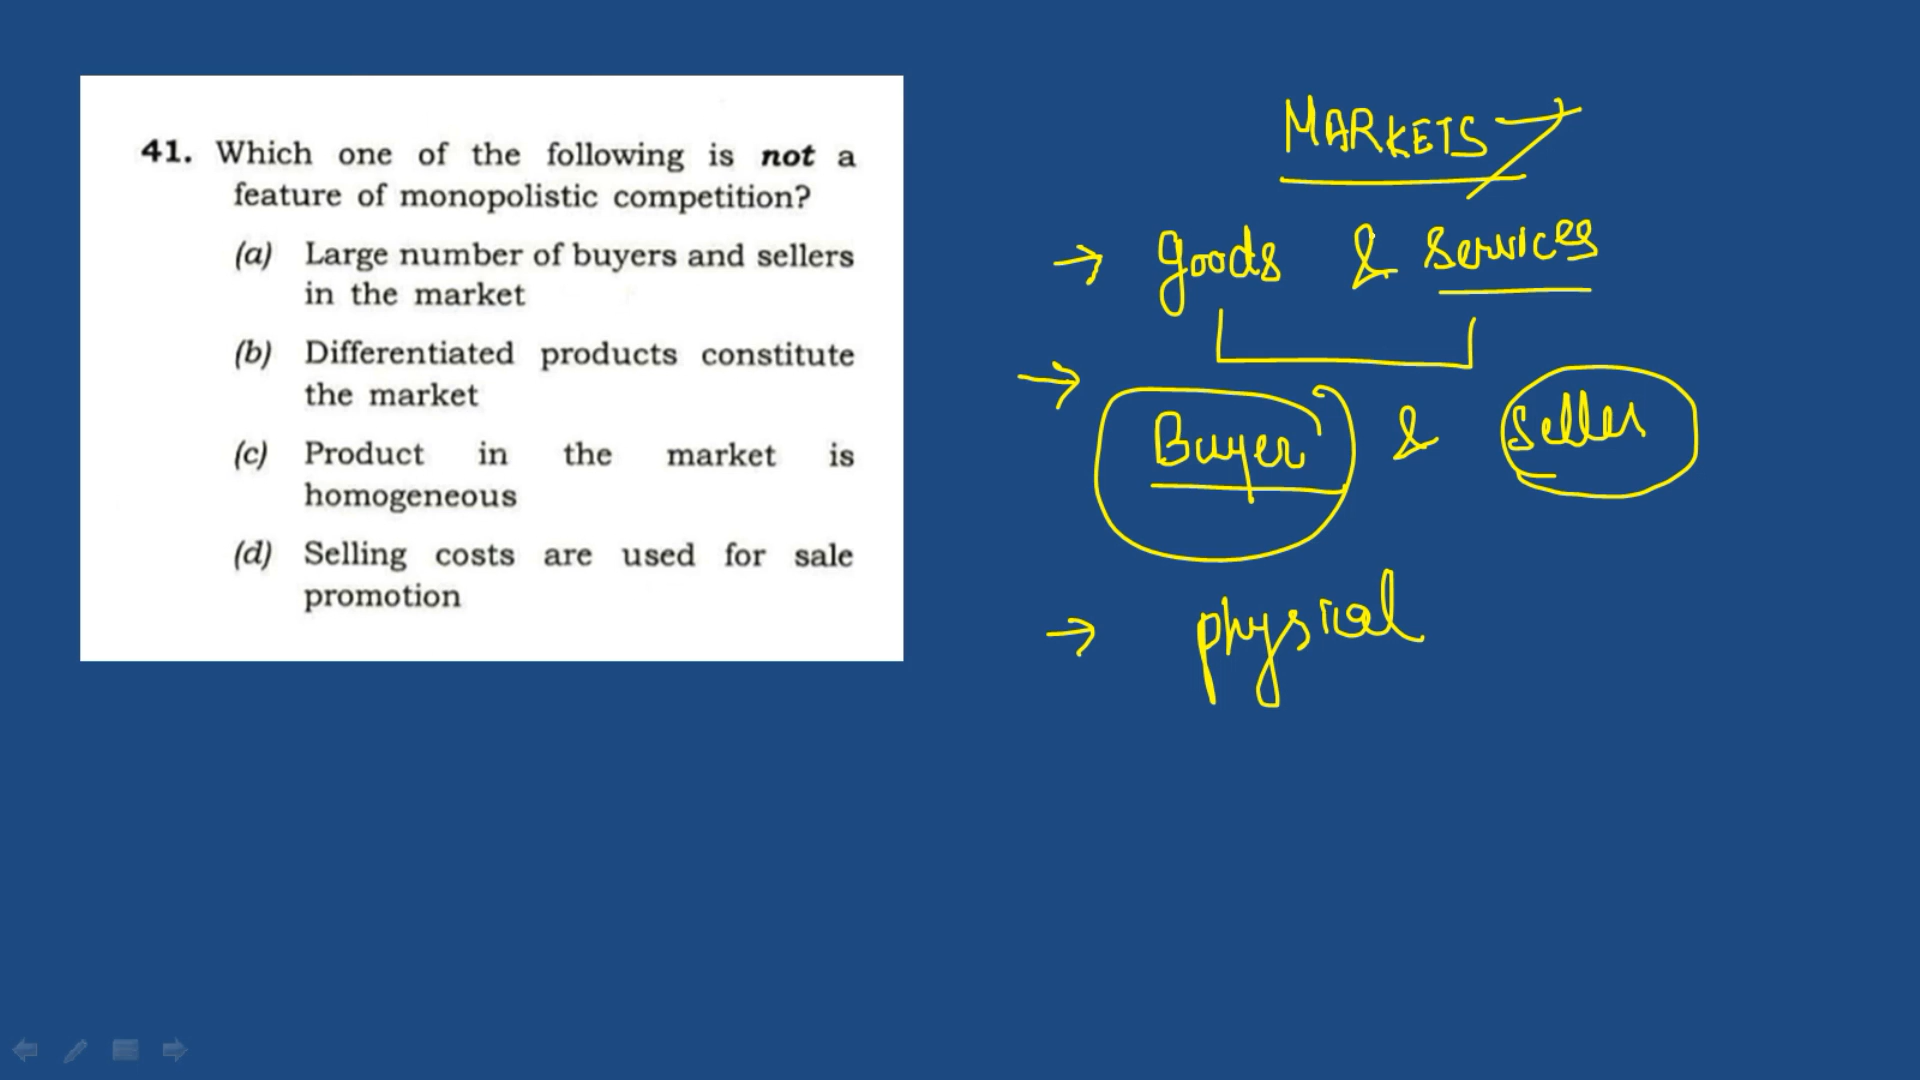 41. Which one of the following is not a
feature of monopolistic competition?
(a) Large number of buyers and sellers
in the market
(b) Differentiated products constitute
the market
(c) Product in the market is
homogeneous
(d) Selling costs are used for sale
promotion
MARKETS
→ Goods & Services
→ Buyer & Seller
→ physical